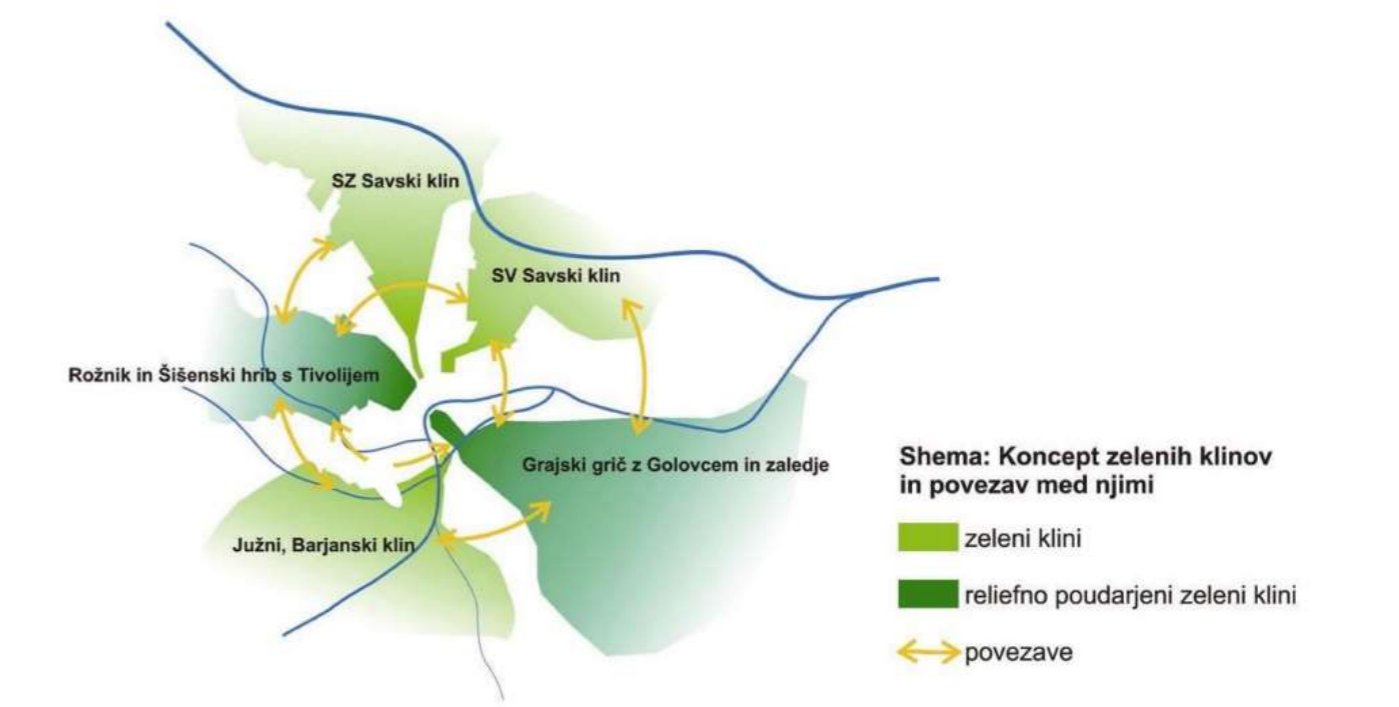 SZ Savski klin
SV Savski klin
Rožnik in Šišenski hrib s Tivolijem
Grajski grič z Golovcem in zaledje
Južni, Barjanski klin
Shema: Koncept zelenih klinov
in povezav med njimi
zeleni klini
reliefno poudarjeni zeleni klini
povezave